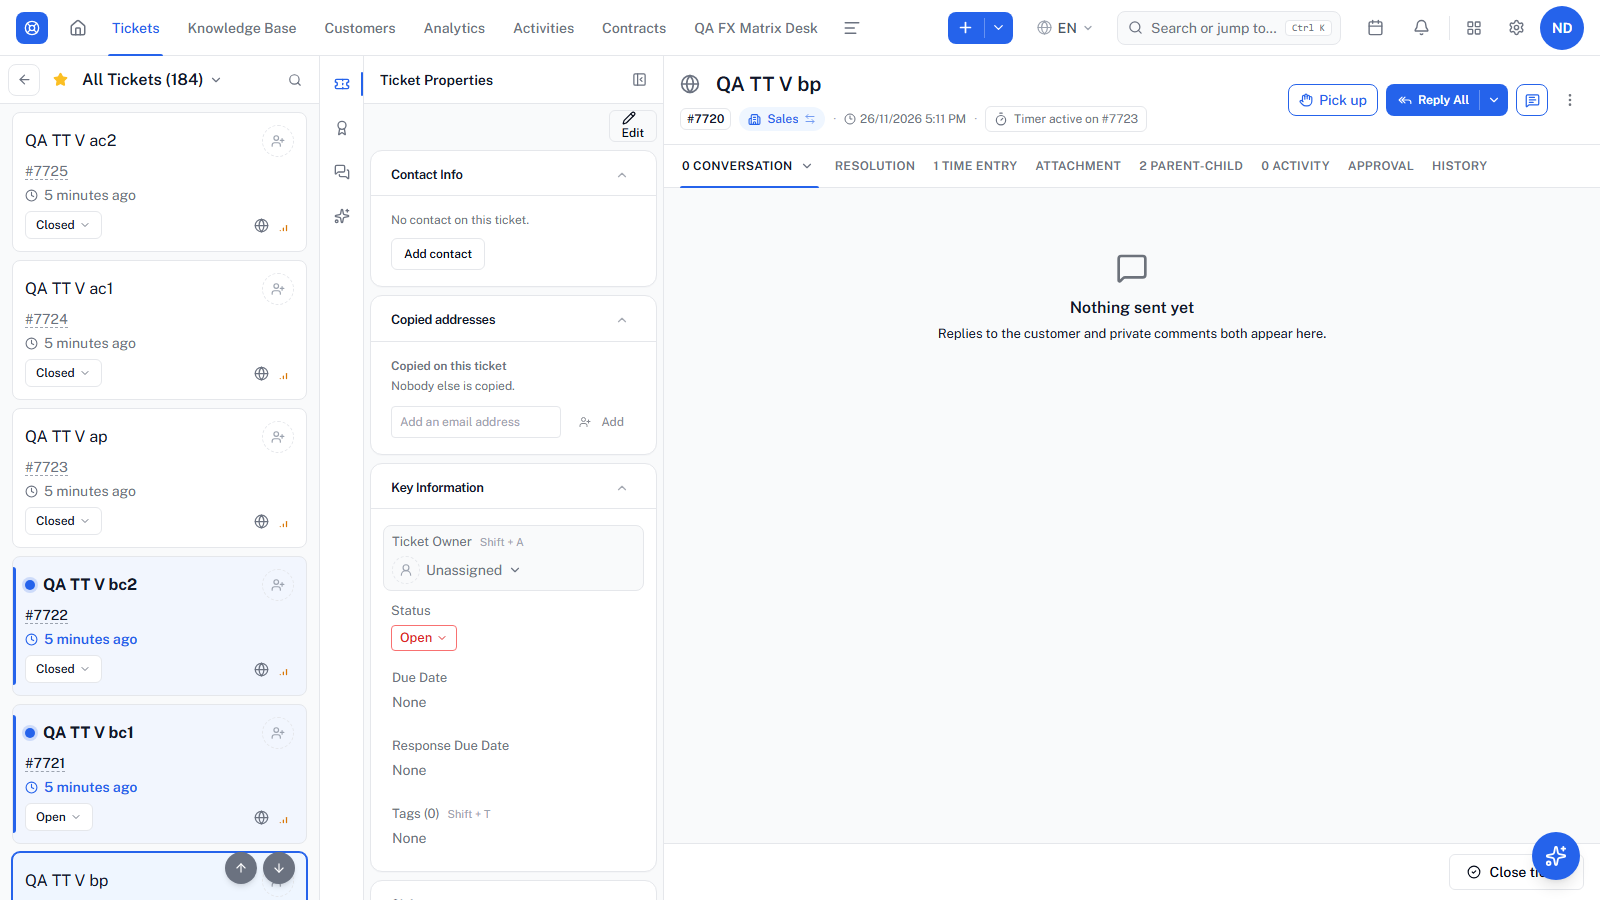 Tickets
Knowledge Base
Customers
Analytics
Activities
Contracts
QA FX Matrix Desk
EN
Search or jump to...
Ctrl K
ND
All Tickets (184)
QA TT V ac2
#7725
5 minutes ago
Closed
QA TT V ac1
#7724
5 minutes ago
Closed
QA TT V ap
#7723
5 minutes ago
Closed
QA TT V bc2
#7722
5 minutes ago
Closed
QA TT V bc1
#7721
5 minutes ago
Open
QA TT V bp
Ticket Properties
Edit
Contact Info
No contact on this ticket.
Add contact
Copied addresses
Copied on this ticket
Nobody else is copied.
Add an email address
Add
Key Information
Ticket Owner Shift + A
Unassigned
Status
Open
Due Date
None
Response Due Date
None
Tags (0) Shift + T
None
QA TT V bp
#7720
Sales
· 26/11/2026 5:11 PM ·
Timer active on #7723
Pick up
Reply All
0 CONVERSATION
RESOLUTION
1 TIME ENTRY
ATTACHMENT
2 PARENT-CHILD
0 ACTIVITY
APPROVAL
HISTORY
Nothing sent yet
Replies to the customer and private comments both appear here.
Close